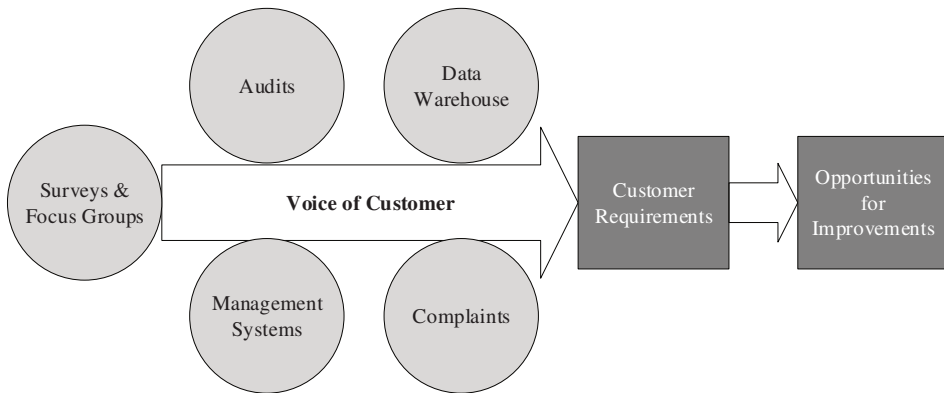 Audits
Data
Warehouse
Surveys &
Focus Groups
Voice of Customer
Customer
Requirements
Opportunities
for
Improvements
Management
Systems
Complaints